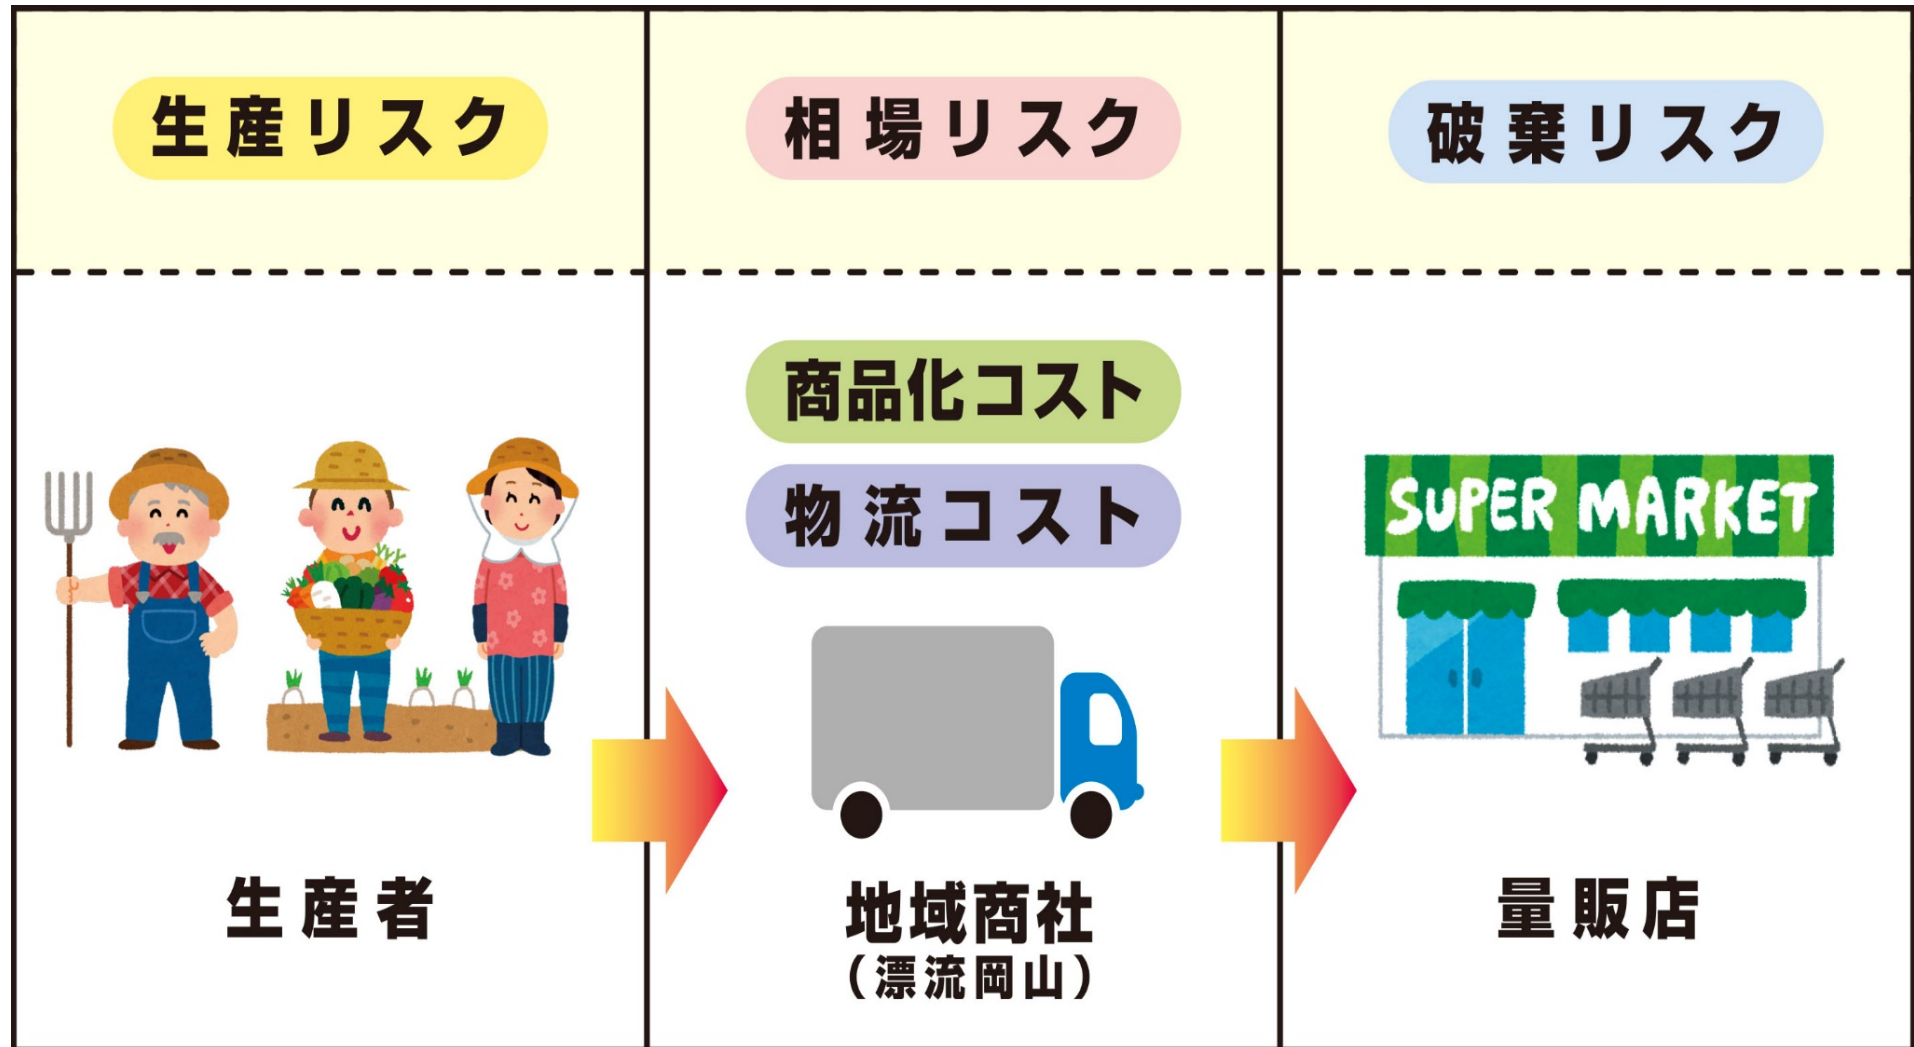 生産リスク
相場リスク
破棄リスク
商品化コスト
物流コスト
SUPER MARKET
生産者
地域商社
（漂流岡山）
量販店